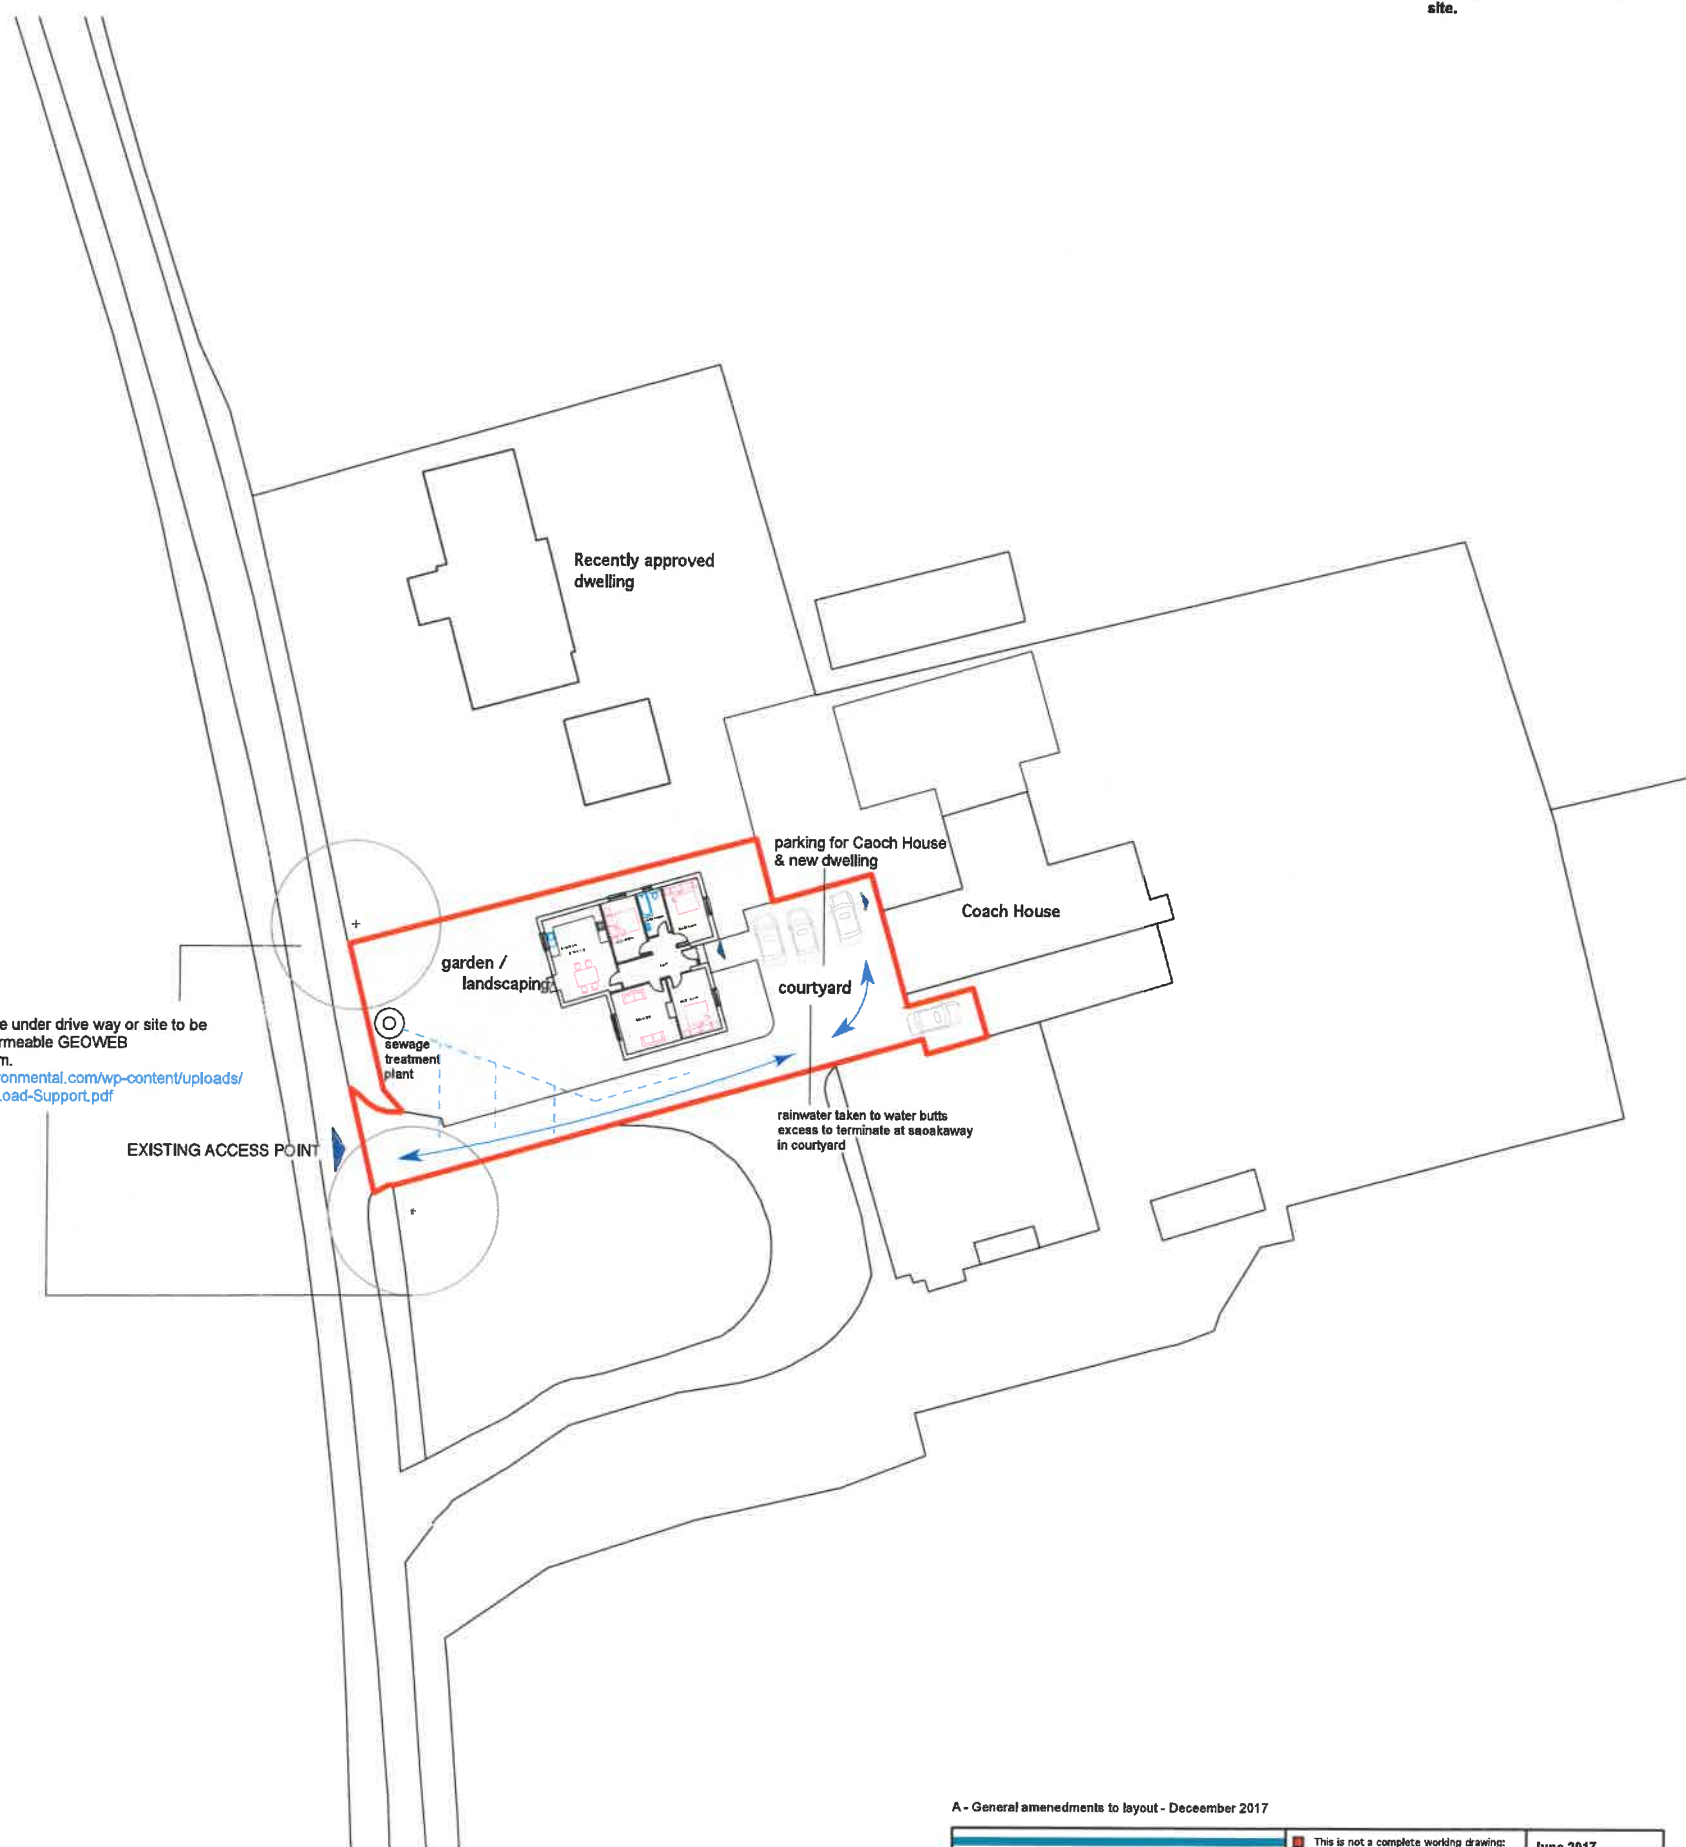 site.
Recently approved
dwelling
parking for Caoch House
& new dwelling
Coach House
garden /
landscaping
courtyard
e under drive way or site to be
rmeable GEOWEB
m.
onmental.com/wp-content/uploads/
Load-Support.pdf
sewage
treatment
plant
EXISTING ACCESS POINT
rainwater taken to water butts
excess to terminate at saoakaway
in courtyard
A - General amenedments to layout - Deceember 2017
This is not a complete working drawing:
June 2017